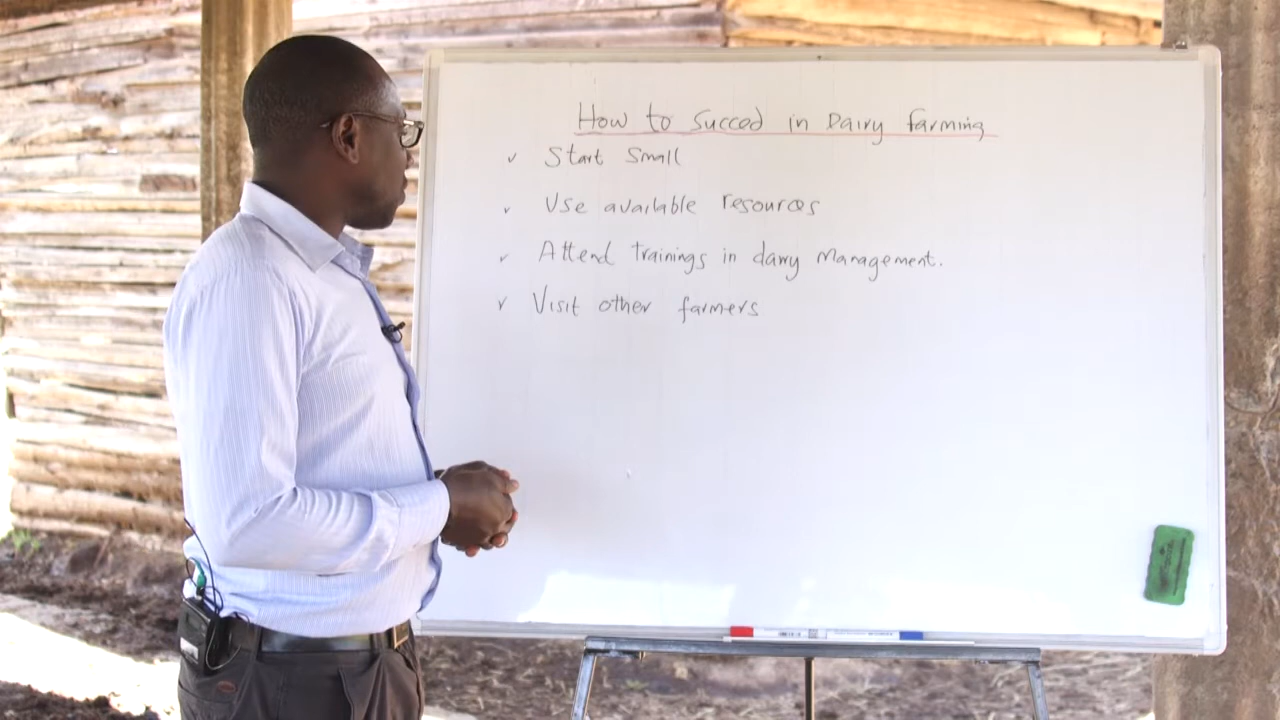 How to Succed in Dairy farming
Start Small
Use available resources
Attend trainings in dairy Management.
Visit other farmers